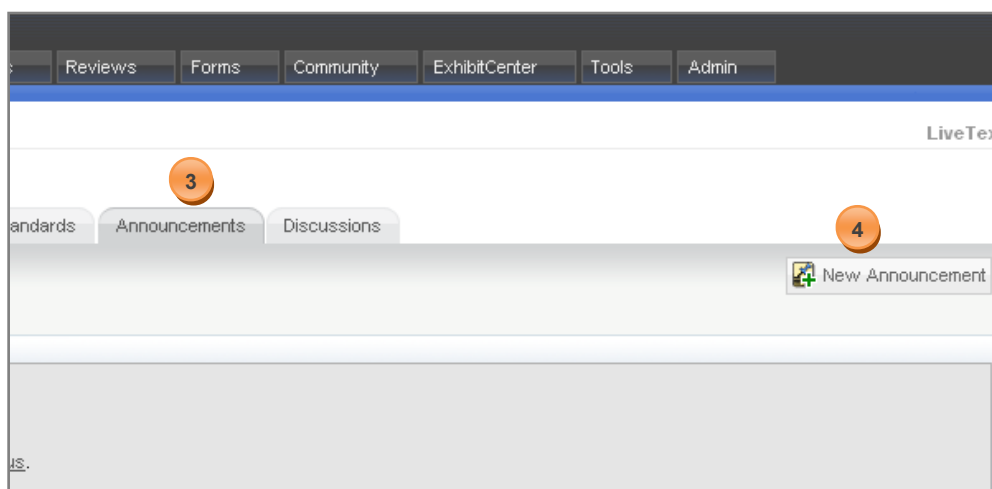 s Reviews Forms Community ExhibitCenter Tools Admin
LiveTex
3
andards Announcements Discussions
4
New Announcement
us.